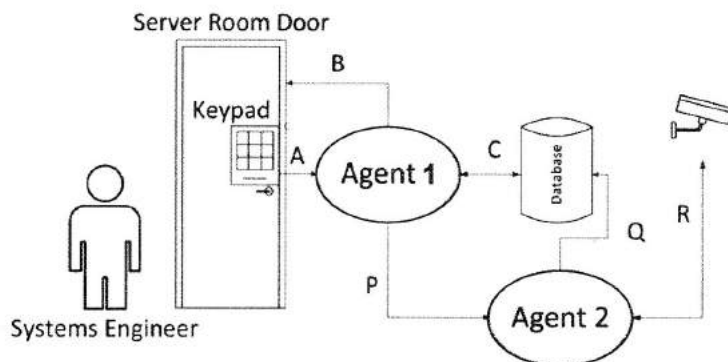 Server Room Door
B
Keypad
A
Agent 1
C
Database
R
Q
P
Agent 2
Systems Engineer